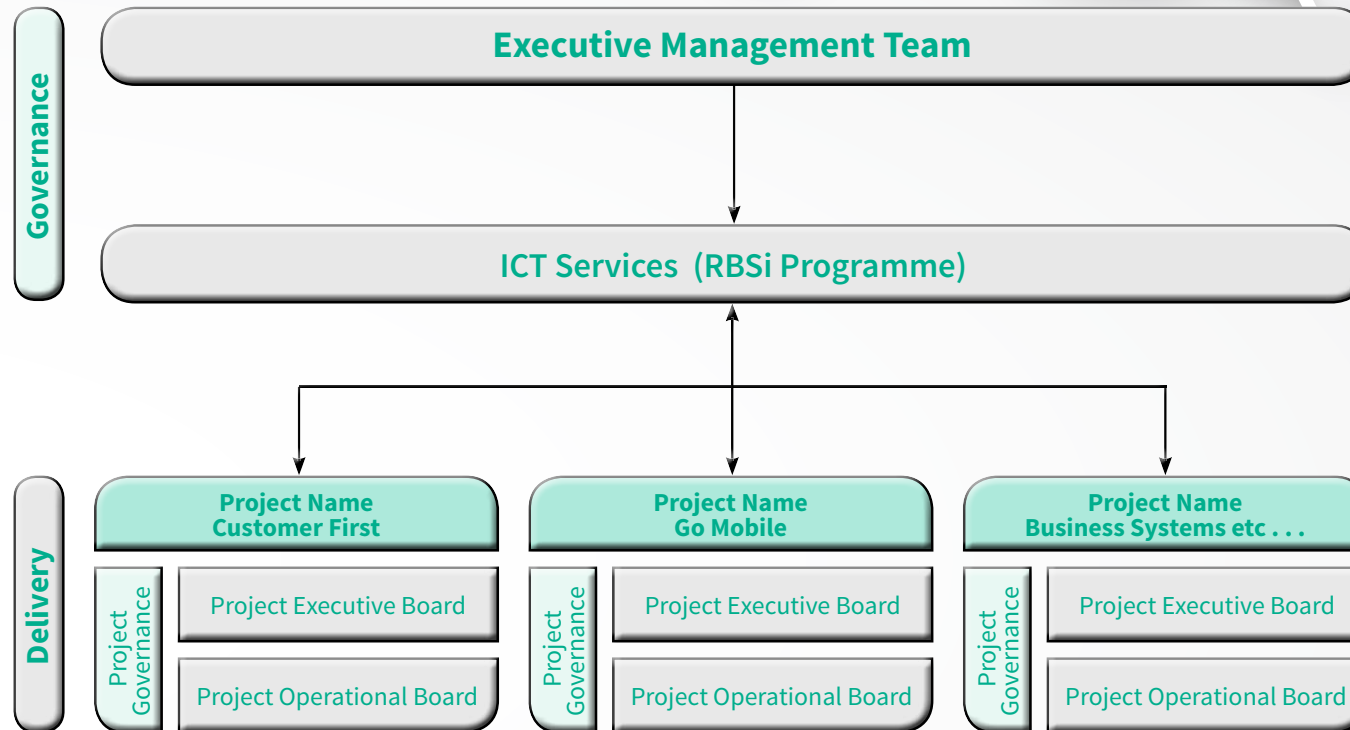 Governance
Executive Management Team
ICT Services (RBSi Programme)
Delivery
Project Name
Customer First
Project
Governance
Project Executive Board
Project Operational Board
Project Name
Go Mobile
Project
Governance
Project Executive Board
Project Operational Board
Project Name
Business Systems etc . . .
Project
Governance
Project Executive Board
Project Operational Board